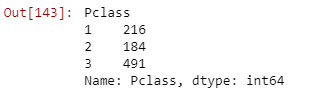 Out[143]: Pclass
1    216
2    184
3    491
Name: Pclass, dtype: int64